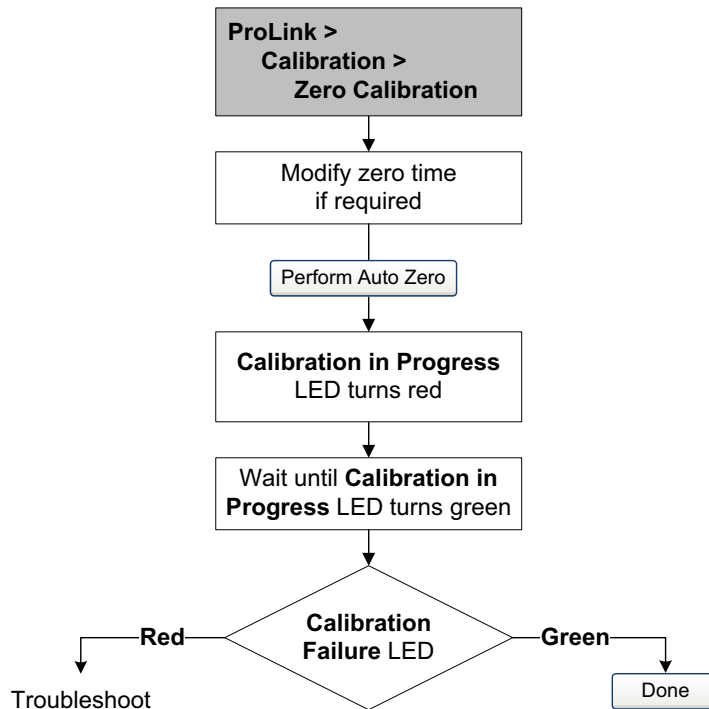 ProLink >
Calibration >
Zero Calibration
Modify zero time
if required
Perform Auto Zero
Calibration in Progress
LED turns red
Wait until Calibration in
Progress LED turns green
Calibration
Failure LED
Red
Green
Troubleshoot
Done